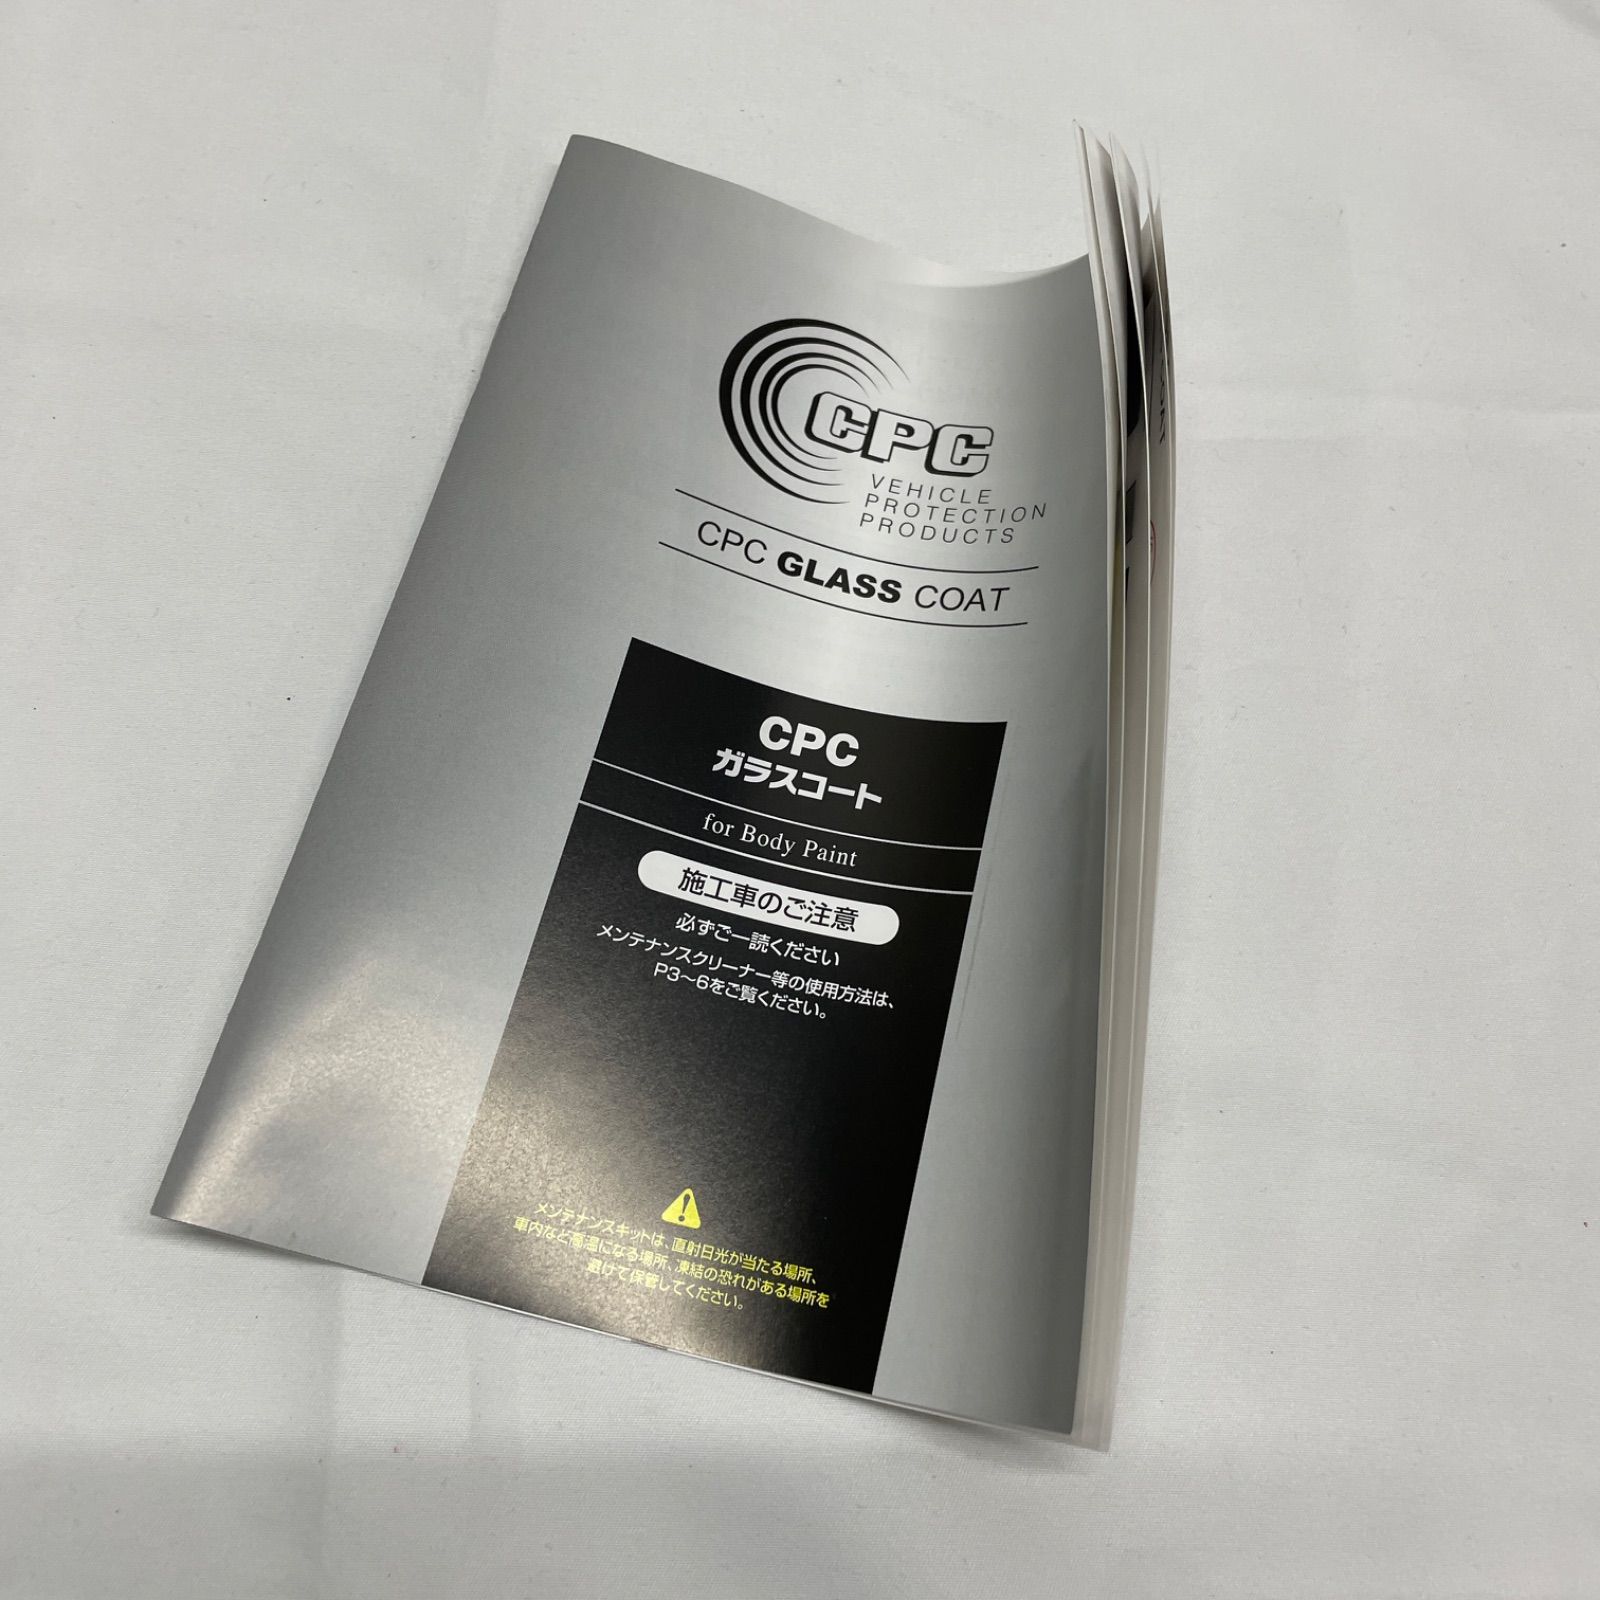 CPC
VEHICLE
PROTECTION
PRODUCTS
CPC GLASS COAT
CPC
ガラスコート
for Body Paint
施工車のご注意
必ずご一読ください
メンテナンスクリーナー等の使用方法は、
P3～6をご覧ください。
メンテナンスキットは、直射日光が当たる場所、
車内など高温になる場所、凍結の恐れがある場所を
避けて保管してください。